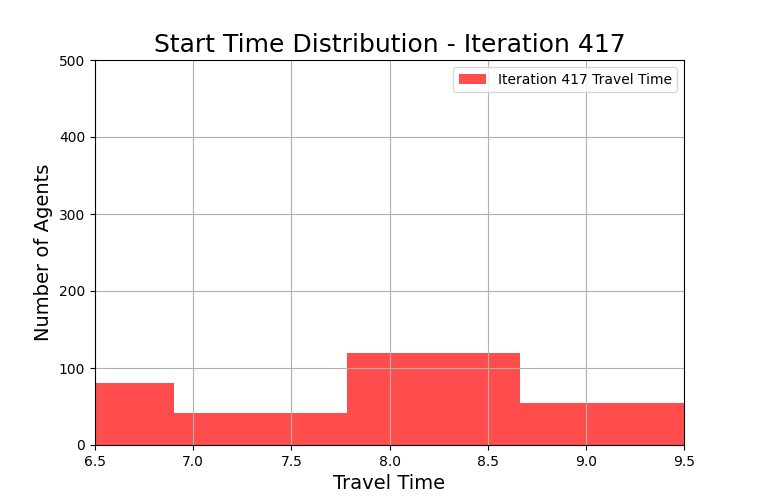 Start Time Distribution - Iteration 417
Iteration 417 Travel Time
Number of Agents
500
400
300
200
100
0
6.5 7.0 7.5 8.0 8.5 9.0 9.5
Travel Time